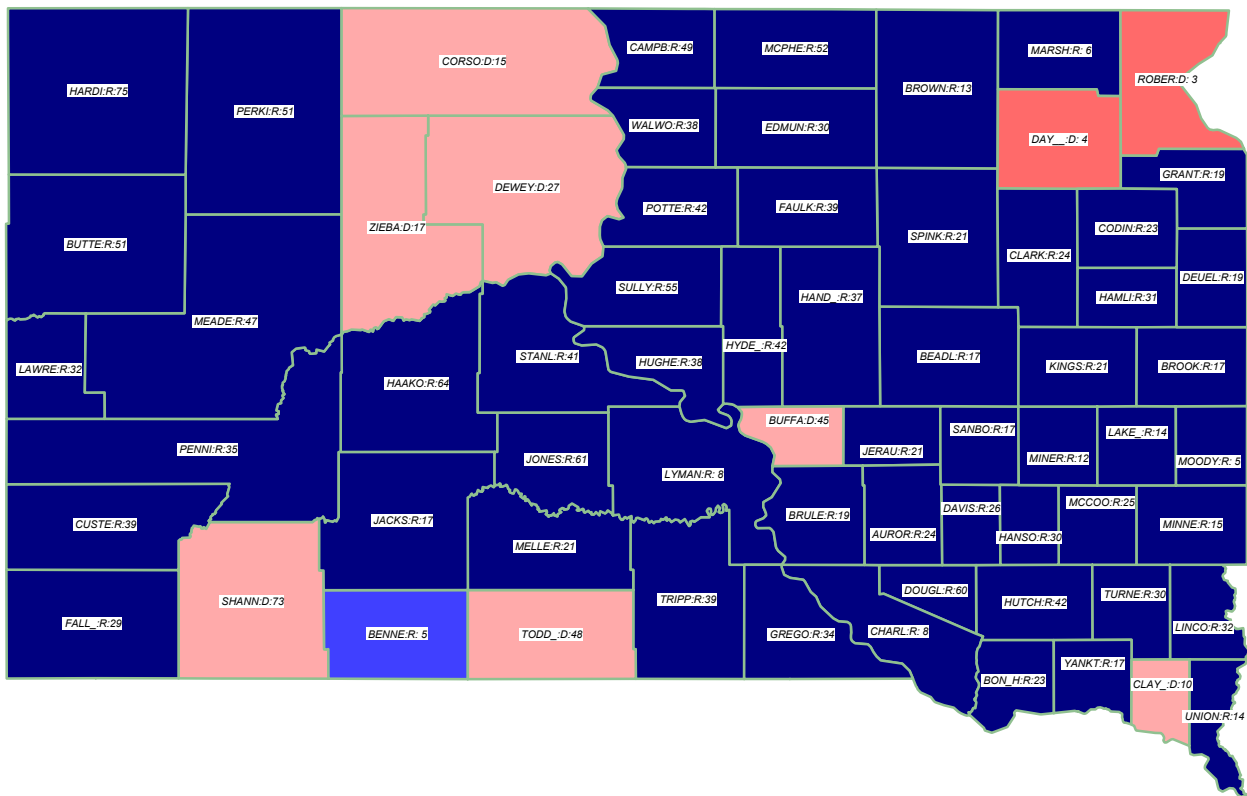 CAMPB:R:49
MCPHE:R:52
MARSH:R: 6
CORSO:D:15
ROBER:D: 3
HARDI:R:75
BROWN:R:13
PERKI:R:51
WALWO:R:38
EDMUN:R:30
DAY__:D: 4
GRANT:R:19
DEWEY:D:27
POTTE:R:42
FAULK:R:39
ZIEBA:D:17
CODIN:R:23
SPINK:R:21
BUTTE:R:51
CLARK:R:24
DEUEL:R:19
SULLY:R:55
HAND_:R:37
HAMLI:R:31
MEADE:R:47
HYDE_:R:42
STANL:R:41
BEADL:R:17
HUGHE:R:38
LAWRE:R:32
KINGS:R:21
BROOK:R:17
HAAKO:R:64
BUFFA:D:45
SANBO:R:17
LAKE_:R:14
PENNI:R:35
JERAU:R:21
JONES:R:61
MINER:R:12
MOODY:R: 5
LYMAN:R: 8
MCCOO:R:25
DAVIS:R:26
BRULE:R:19
CUSTE:R:39
JACKS:R:17
MINNE:R:15
AUROR:R:24
HANSO:R:30
MELLE:R:21
DOUGL:R:60
TURNE:R:30
SHANN:D:73
TRIPP:R:39
HUTCH:R:42
FALL_:R:29
LINCO:R:32
CHARL:R: 8
BENNE:R: 5
TODD_:D:48
GREGO:R:34
YANKT:R:17
BON_H:R:23
CLAY_:D:10
UNION:R:14